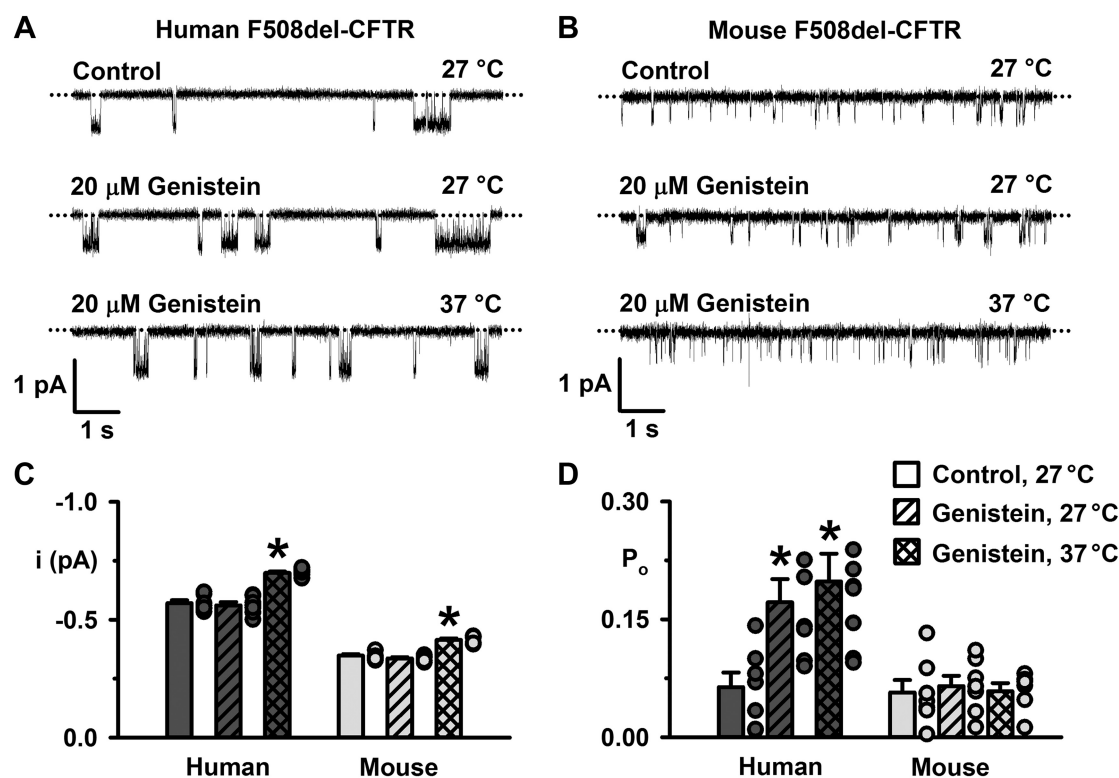 A
Human F508del-CFTR
Control
27 °C
20 µM Genistein
27 °C
20 µM Genistein
37 °C
1 pA
1 s
B
Mouse F508del-CFTR
Control
27 °C
20 µM Genistein
27 °C
20 µM Genistein
37 °C
1 pA
1 s
C
-1.0
i (pA)
-0.5
0.0
*
*
Human
Mouse
D
0.30
Po
0.15
0.00
*
*
Human
Mouse
Control, 27 °C
Genistein, 27 °C
Genistein, 37 °C